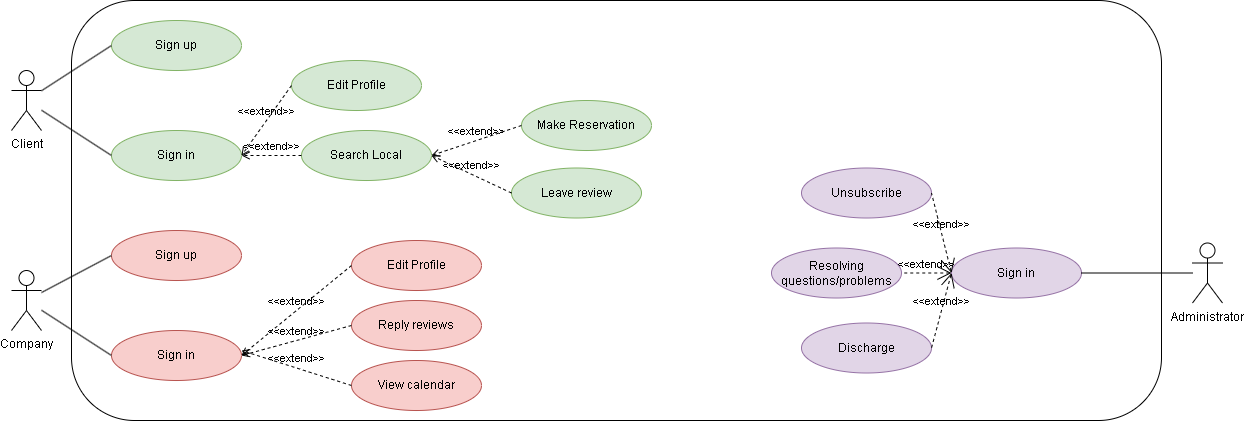 Sign up
Client
Sign in
Edit Profile
<<extend>>
<<extend>>
Search Local
<<extend>>
Make Reservation
<<extend>>
Leave review
Company
Sign up
Sign in
Edit Profile
<<extend>>
Reply reviews
<<extend>>
View calendar
<<extend>>
Unsubscribe
<<extend>>
Resolving
questions/problems
<<extend>>
Discharge
<<extend>>
Sign in
Administrator